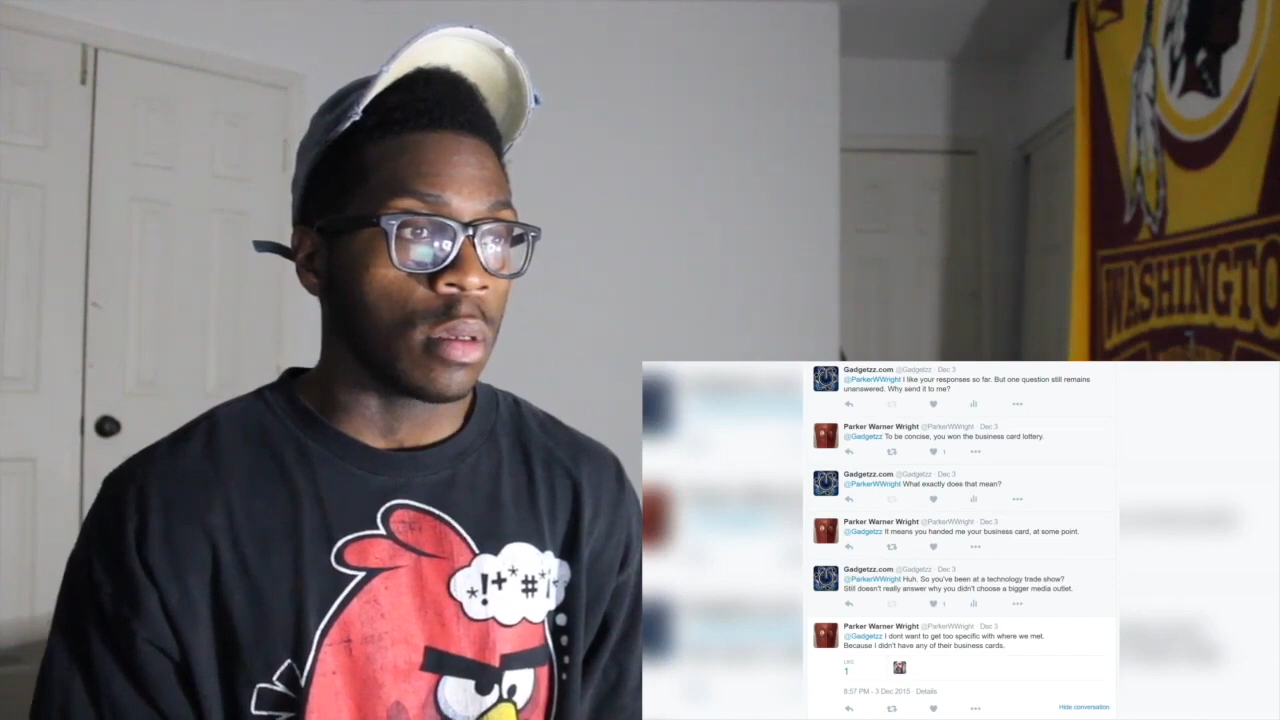 WASHINGTO
*!+*#!
Gadgetzz.com @Gadgetzz · Dec 3
@ParkerWWright I like your responses so far. But one question still remains
unanswered. Why send it to me?
Parker Warner Wright @ParkerWWright · Dec 3
@Gadgetzz To be concise, you won the business card lottery.
1
Gadgetzz.com @Gadgetzz · Dec 3
@ParkerWWright What exactly does that mean?
Parker Warner Wright @ParkerWWright · Dec 3
@Gadgetzz It means you handed me your business card, at some point.
Gadgetzz.com @Gadgetzz · Dec 3
@ParkerWWright Huh. So you've been at a technology trade show?
Still doesn't really answer why you didn't choose a bigger media outlet.
1
Parker Warner Wright @ParkerWWright · Dec 3
@Gadgetzz I dont want to get too specific with where we met.
Because I didn't have any of their business cards.
LIKE
1
8:57 PM - 3 Dec 2015 · Details
Hide conversation